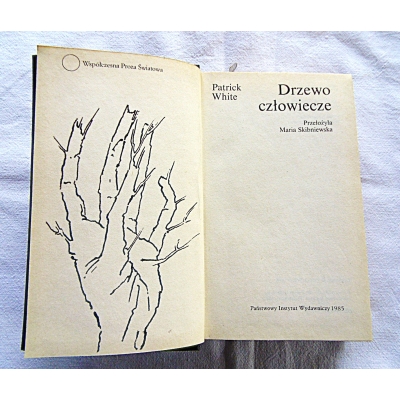 Współczesna Proza Światowa
Patrick
White
Drzewo
człowiecze
Przełożyła
Maria Skibniewska
Państwowy Instytut Wydawniczy 1985